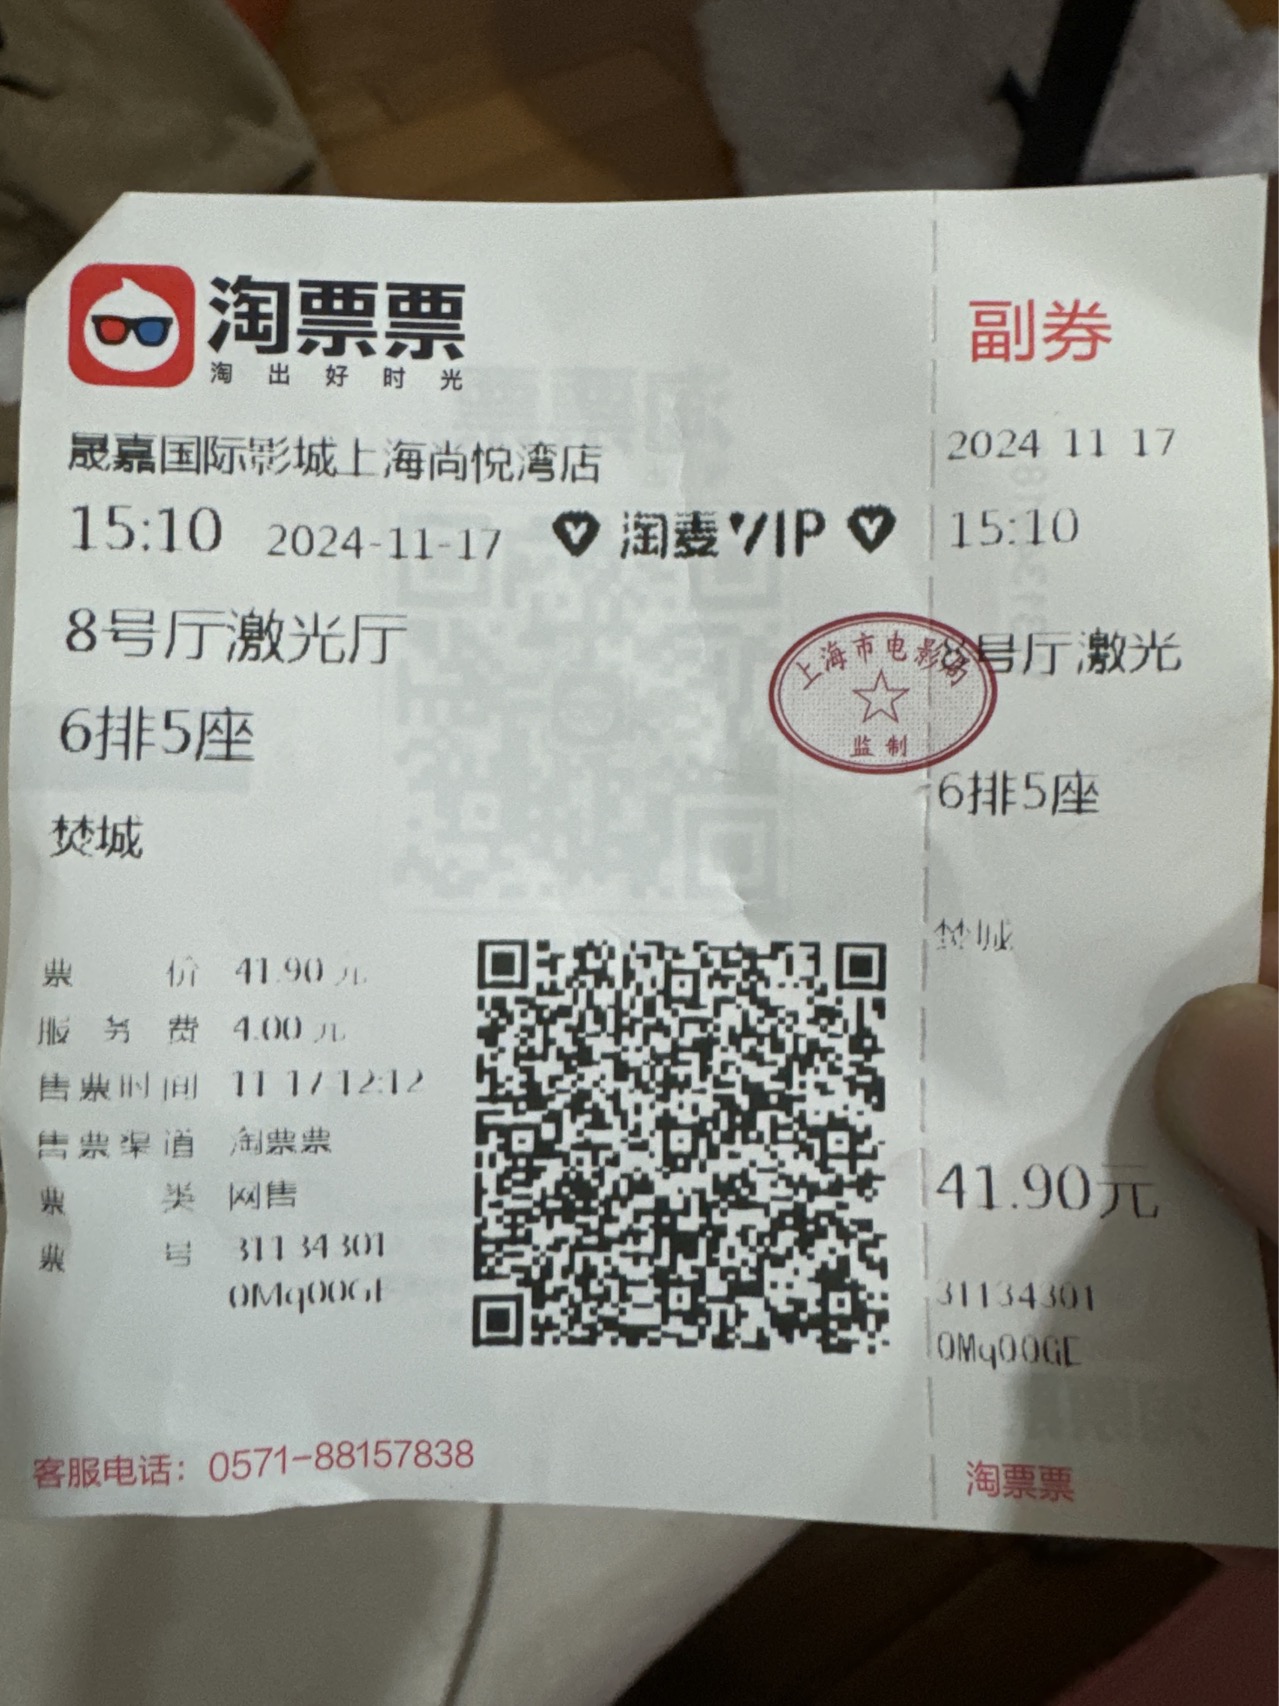 淘票票
淘出好时光
晟嘉国际影城上海尚悦湾店
15:10 2024-11-17 淘麦VIP
8号厅激光厅
6排5座
焚城
票价 41.90元
服务费 4.00元
售票时间 11-17 12:12
售票渠道 淘票票
票类 网售
票号 31134301
0Mq00GE
客服电话：0571-88157838
上海市电影局
监制
副券
2024 11 17
15:10
8号厅激光
6排5座
焚城
41.90元
31134301
0Mq00GE
淘票票